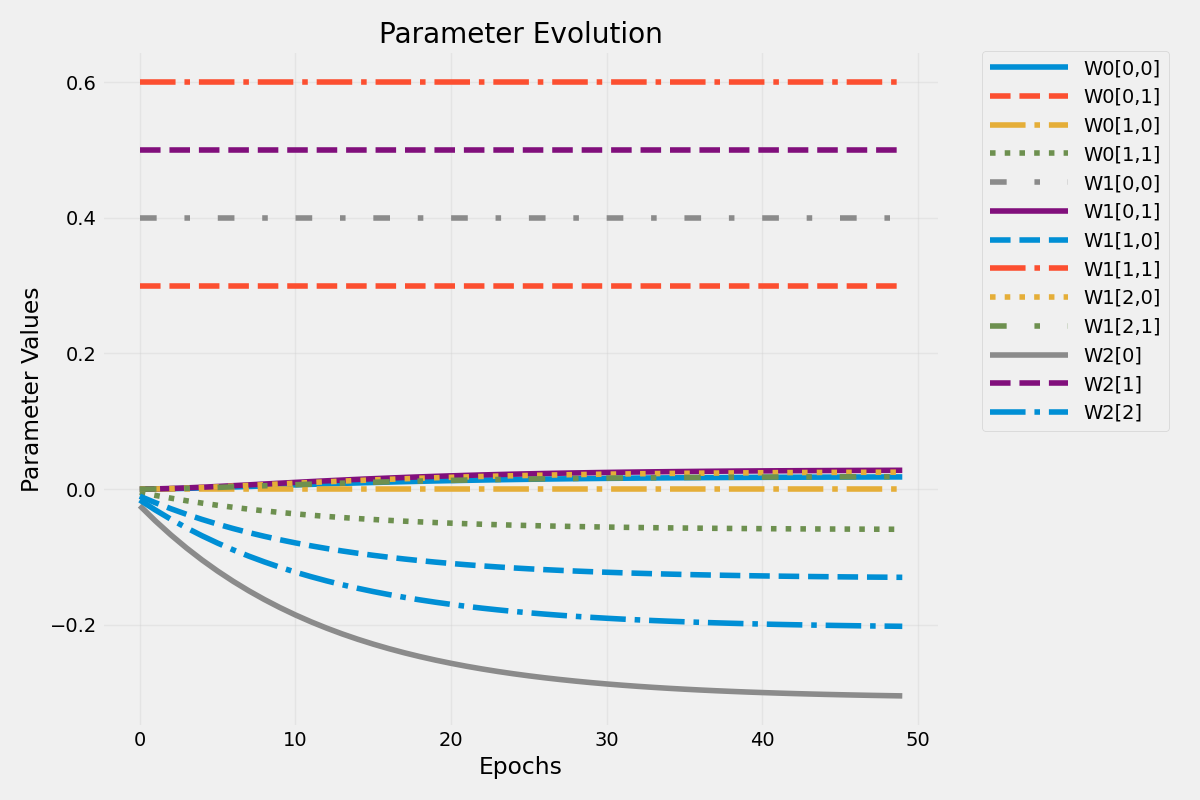 Parameter Evolution
Parameter Values
0.6
0.4
0.2
0.0
−0.2
0
10
20
30
40
50
Epochs
W0[0,0]
W0[0,1]
W0[1,0]
W0[1,1]
W1[0,0]
W1[0,1]
W1[1,0]
W1[1,1]
W1[2,0]
W1[2,1]
W2[0]
W2[1]
W2[2]